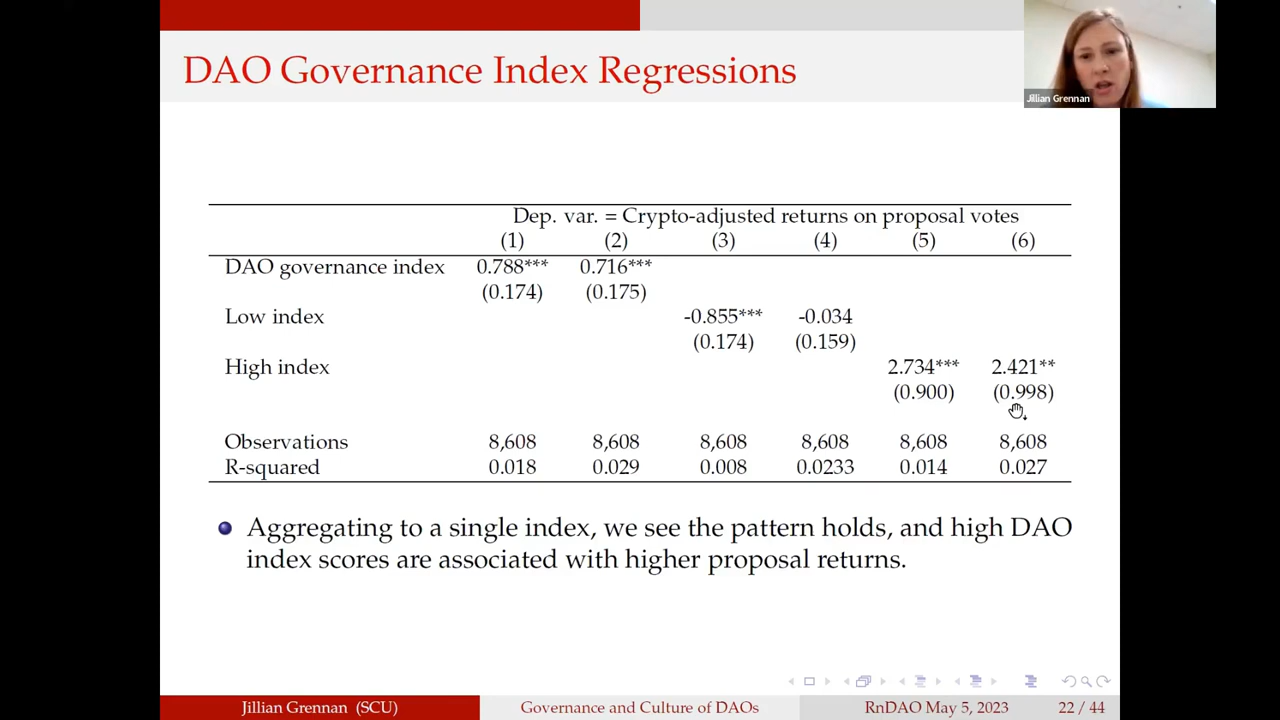 DAO Governance Index Regressions
Jillian Grennan
Dep. var. = Crypto-adjusted returns on proposal votes
(1) (2) (3) (4) (5) (6)
DAO governance index 0.788*** 0.716***
(0.174) (0.175)
Low index -0.855*** -0.034
(0.174) (0.159)
High index 2.734*** 2.421**
(0.900) (0.998)
Observations 8,608 8,608 8,608 8,608 8,608 8,608
R-squared 0.018 0.029 0.008 0.0233 0.014 0.027
Aggregating to a single index, we see the pattern holds, and high DAO
index scores are associated with higher proposal returns.
Jillian Grennan (SCU) Governance and Culture of DAOs RnDAO May 5, 2023 22 / 44